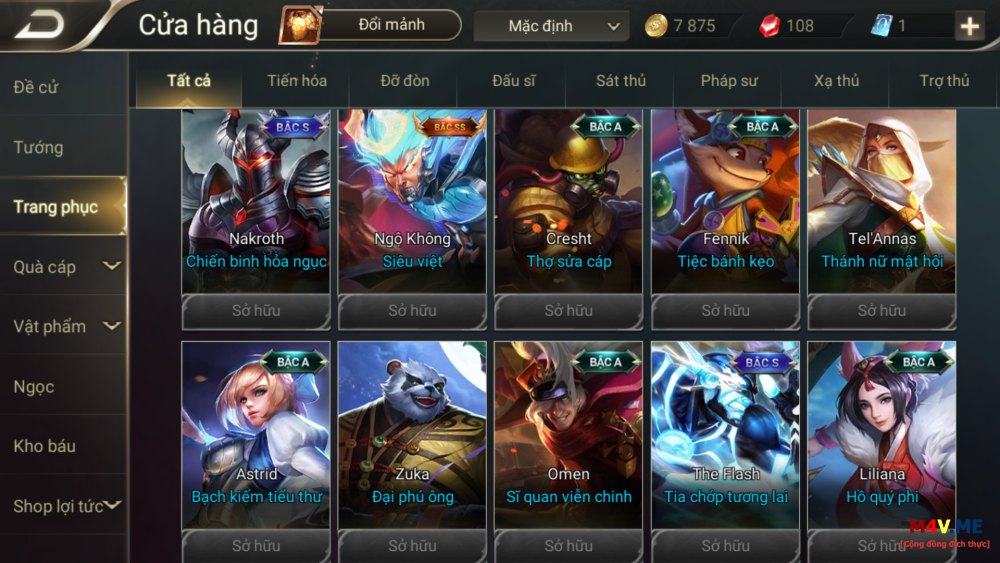 Cửa hàng
Đổi mảnh
Mặc định
7 875
108
1
Đề cử
Tướng
Trang phục
Quà cáp
Vật phẩm
Ngọc
Kho báu
Shop lợi tức
Tất cả
Tiến hóa
Đỡ đòn
Đấu sĩ
Sát thủ
Pháp sư
Xạ thủ
Trợ thủ
BẬC S
Nakroth
Chiến binh hỏa ngục
Sở hữu
BẬC SS
Ngộ Không
Siêu việt
Sở hữu
BẬC A
Cresht
Thợ sửa cáp
Sở hữu
BẬC A
Fennik
Tiệc bánh kẹo
Sở hữu
Tel'Annas
Thánh nữ mật hội
Sở hữu
BẬC A
Astrid
Bạch kiếm tiểu thư
Sở hữu
Zuka
Đại phú ông
Sở hữu
BẬC A
Omen
Sĩ quan viễn chinh
Sở hữu
BẬC S
The Flash
Tia chớp tương lai
Sở hữu
BẬC A
Liliana
Hồ quý phi
Sở hữu
M4V.ME
[Cộng đồng đích thực]